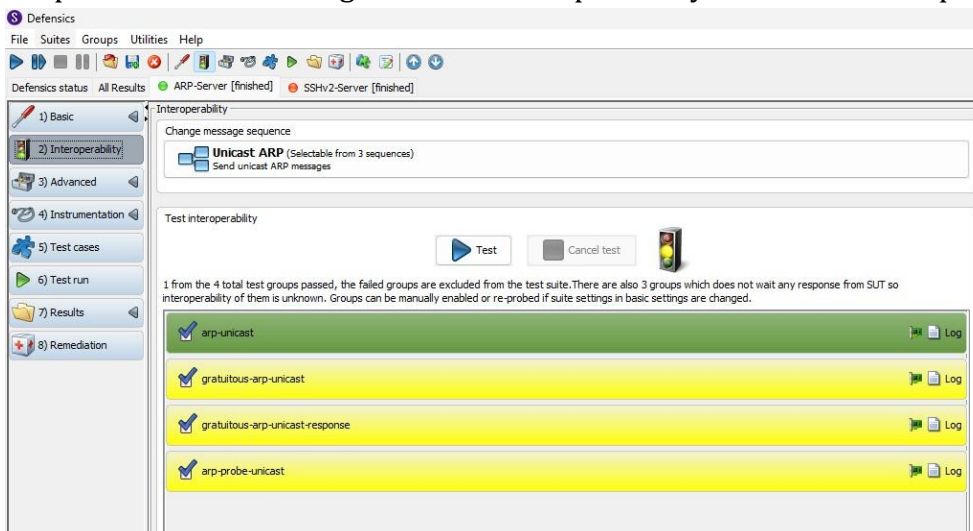 Defensics
File Suites Groups Utilities Help
Defensics status All Results ARP-Server [finished] SSHv2-Server [finished]
1) Basic
2) Interoperability
3) Advanced
4) Instrumentation
5) Test cases
6) Test run
7) Results
8) Remediation
Interoperability
Change message sequence
Unicast ARP (Selectable from 3 sequences)
Send unicast ARP messages
Test interoperability
Test Cancel test
1 from the 4 total test groups passed, the failed groups are excluded from the test suite.There are also 3 groups which does not wait any response from SUT so
interoperability of them is unknown. Groups can be manually enabled or re-probed if suite settings in basic settings are changed.
arp-unicast Log
gratuitous-arp-unicast Log
gratuitous-arp-unicast-response Log
arp-probe-unicast Log